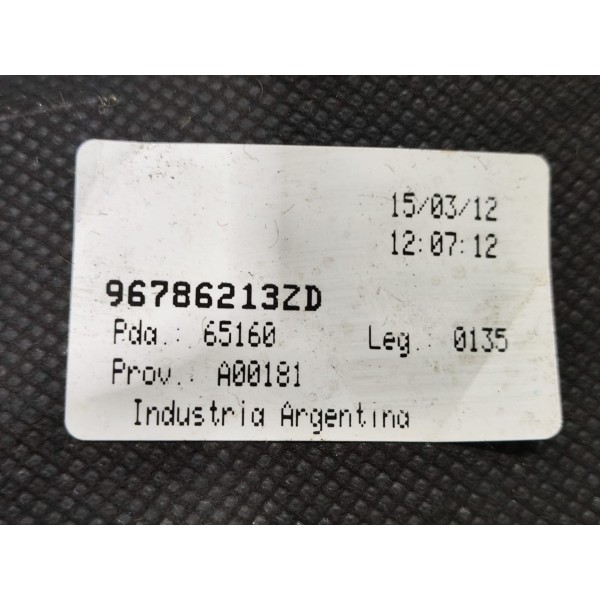 15/03/12
12:07:12
96786213ZD
Pda.: 65160 Leg.: 0135
Prov.: A00181
Industria Argentina